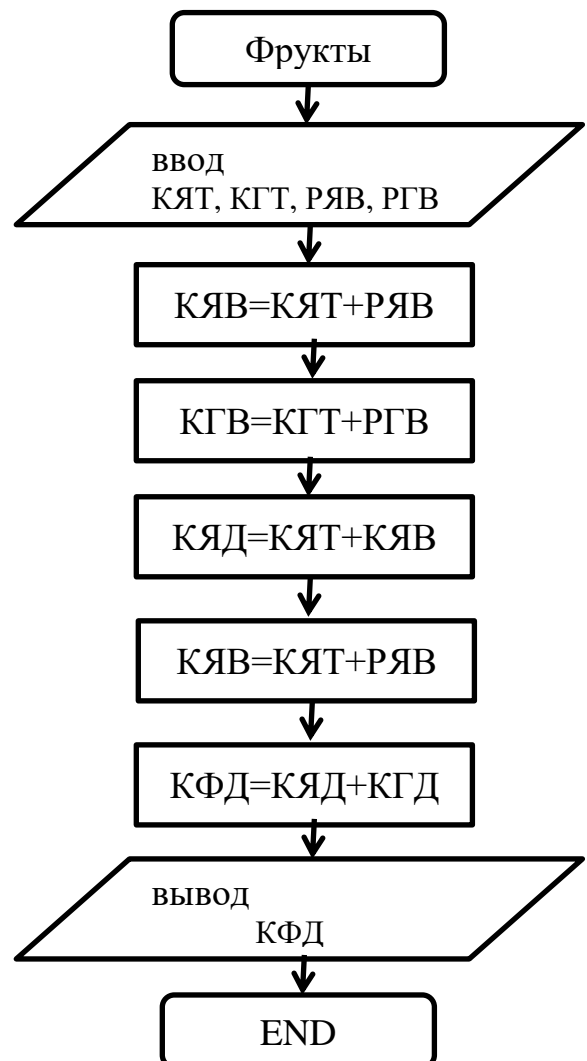 Фрукты
ввод
КЯТ, КГТ, РЯВ, РГВ
КЯВ=КЯТ+РЯВ
КГВ=КГТ+РГВ
КЯД=КЯТ+КЯВ
КЯВ=КЯТ+РЯВ
КФД=КЯД+КГД
вывод
КФД
END